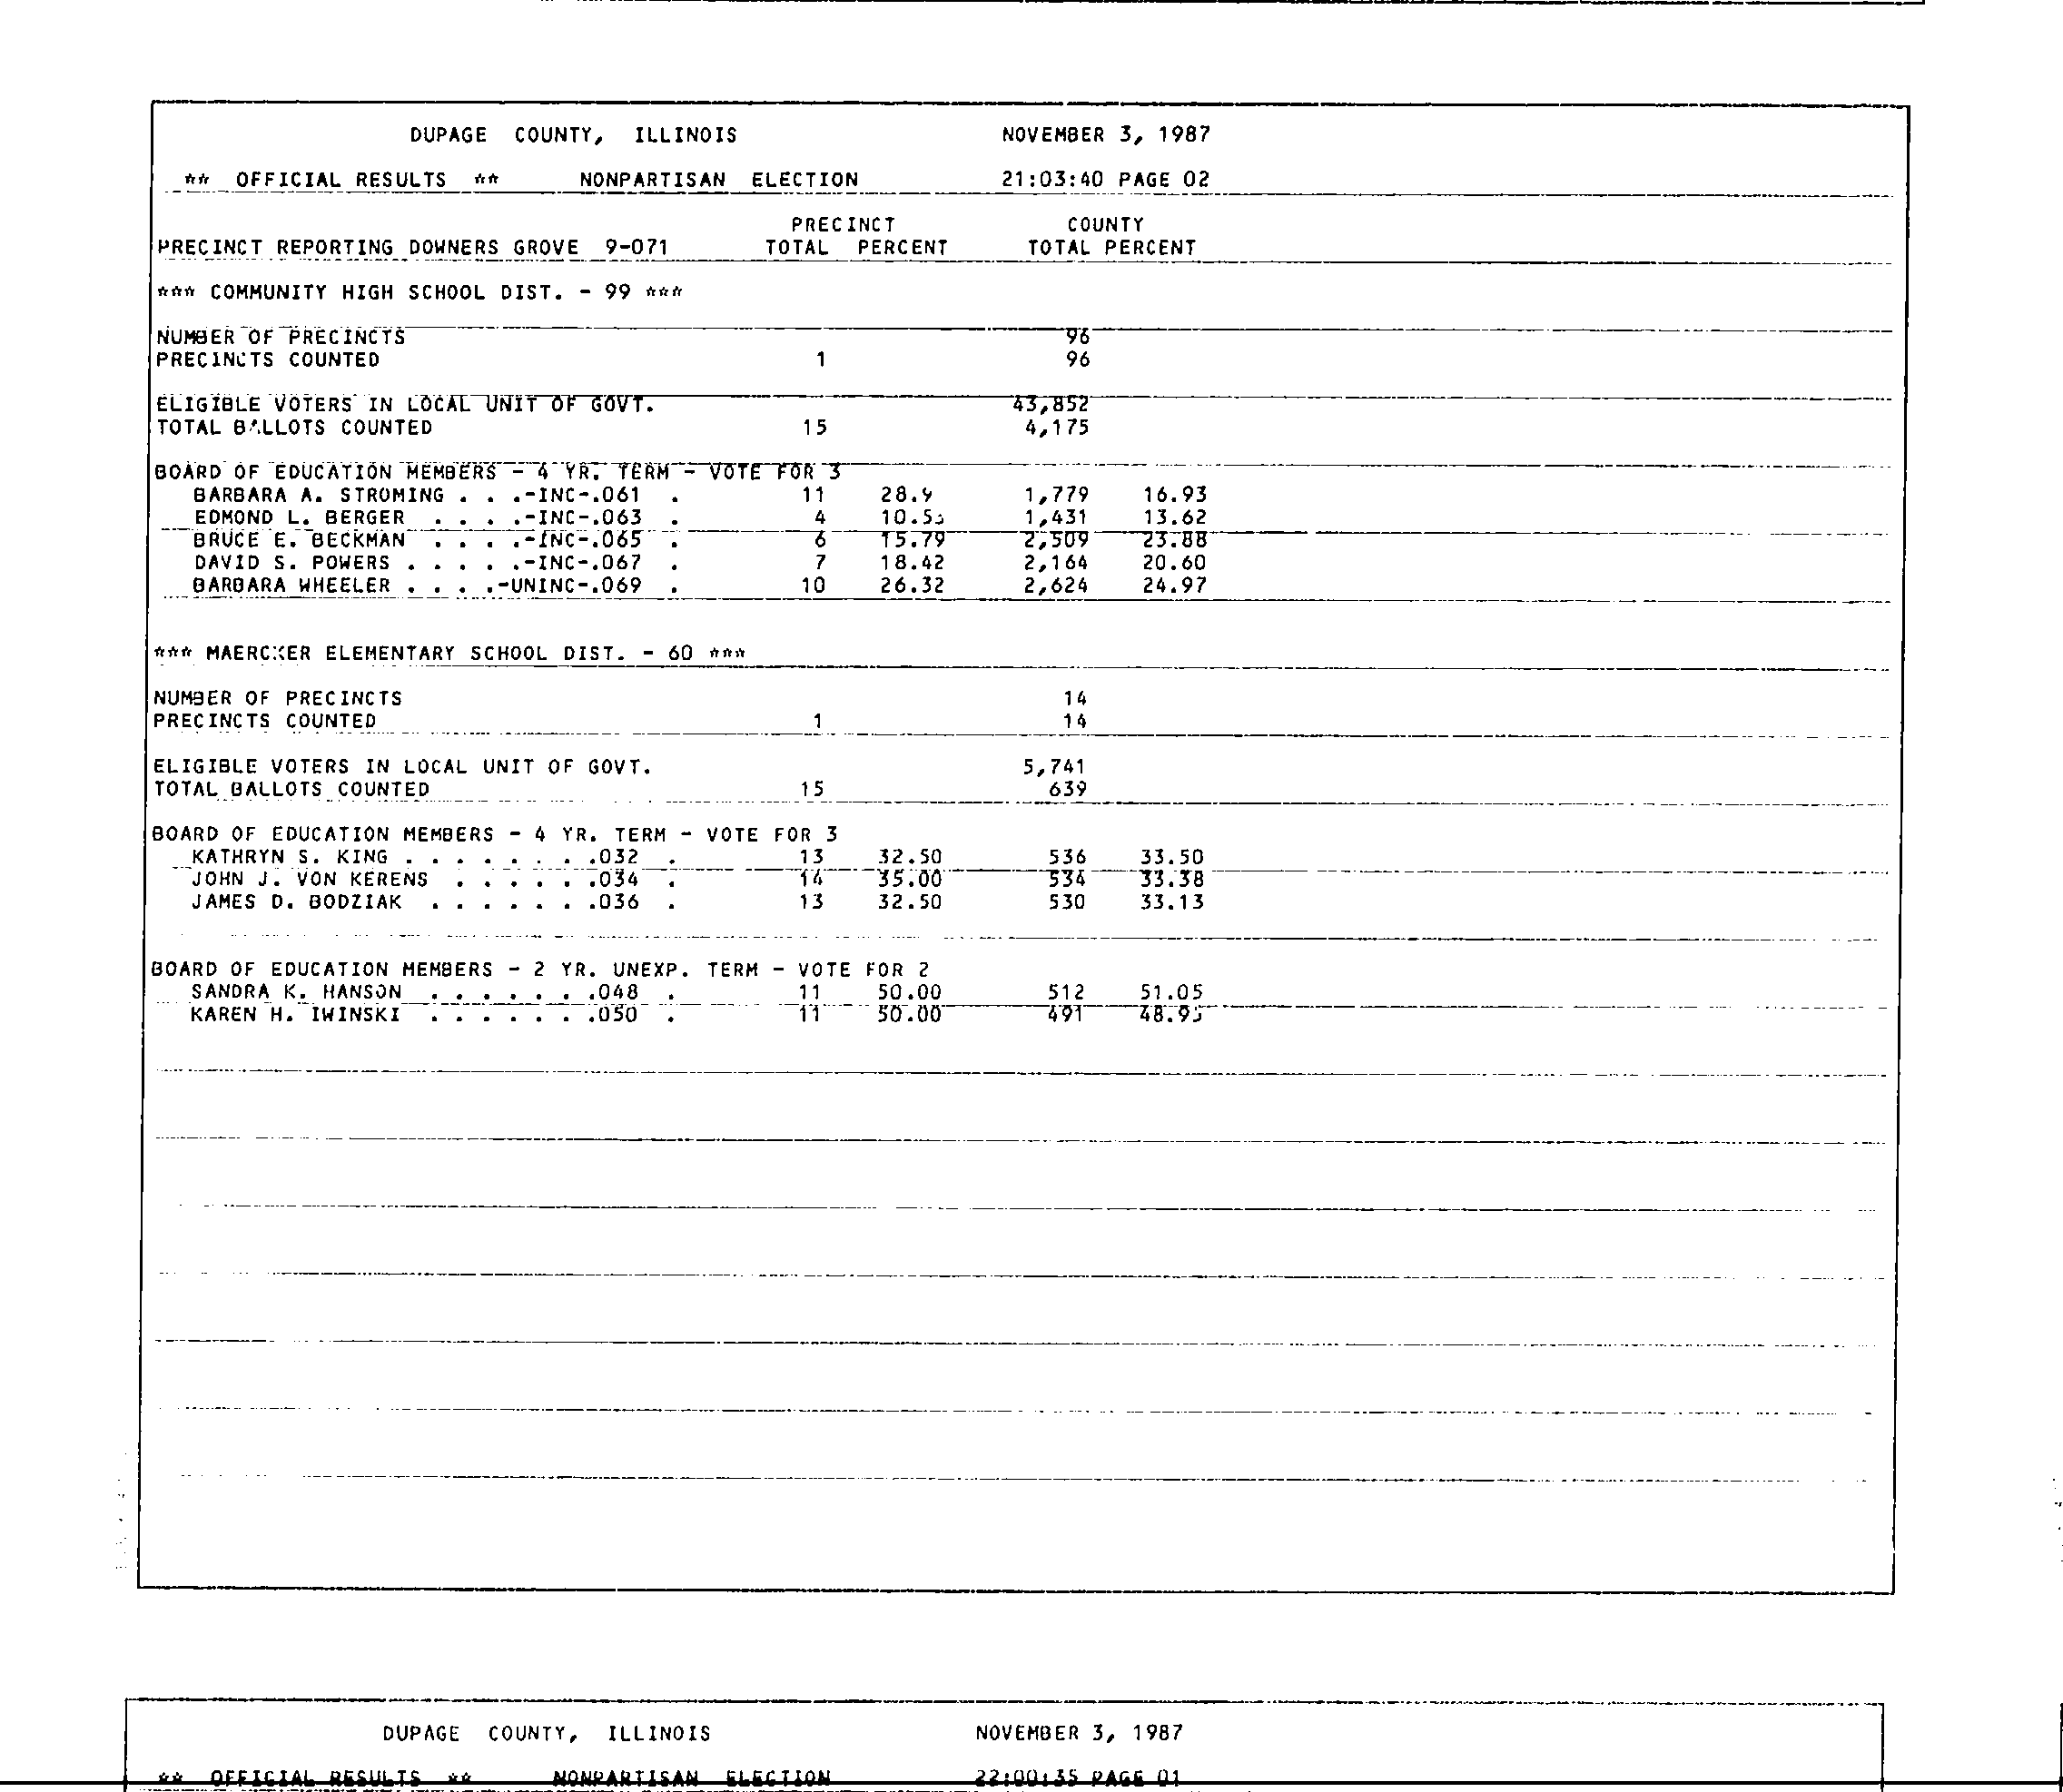 DUPAGE COUNTY, ILLINOIS NOVEMBER 3, 1987
** OFFICIAL RESULTS ** NONPARTISAN ELECTION 21:03:40 PAGE 02
PRECINCT COUNTY
PRECINCT REPORTING DOWNERS GROVE 9-071 TOTAL PERCENT TOTAL PERCENT
*** COMMUNITY HIGH SCHOOL DIST. - 99 ***
NUMBER OF PRECINCTS 96
PRECINCTS COUNTED 1 96
ELIGIBLE VOTERS IN LOCAL UNIT OF GOVT. 43,852
TOTAL BALLOTS COUNTED 15 4,175
BOARD OF EDUCATION MEMBERS - 4 YR. TERM - VOTE FOR 3
BARBARA A. STROMING . . .-INC-.061 . 11 28.9 1,779 16.93
EDMOND L. BERGER . . . .-INC-.063 . 4 10.53 1,431 13.62
BRUCE E. BECKMAN . . . .-INC-.065 . 6 15.79 2,509 23.88
DAVID S. POWERS . . . . .-INC-.067 . 7 18.42 2,164 20.60
BARBARA WHEELER . . . .-UNINC-.069 . 10 26.32 2,624 24.97
*** MAERCKER ELEMENTARY SCHOOL DIST. - 60 ***
NUMBER OF PRECINCTS 14
PRECINCTS COUNTED 1 14
ELIGIBLE VOTERS IN LOCAL UNIT OF GOVT. 5,741
TOTAL BALLOTS COUNTED 15 639
BOARD OF EDUCATION MEMBERS - 4 YR. TERM - VOTE FOR 3
KATHRYN S. KING . . . . . . . .032 . 13 32.50 536 33.50
JOHN J. VON KERENS . . . . . .034 . 14 35.00 534 33.38
JAMES D. BODZIAK . . . . . . .036 . 13 32.50 530 33.13
BOARD OF EDUCATION MEMBERS - 2 YR. UNEXP. TERM - VOTE FOR 2
SANDRA K. HANSON . . . . . . .048 . 11 50.00 512 51.05
KAREN H. IWINSKI . . . . . . .050 . 11 50.00 491 48.95
DUPAGE COUNTY, ILLINOIS NOVEMBER 3, 1987
** OFFICIAL RESULTS ** NONPARTISAN ELECTION 22:00:35 PAGE 01